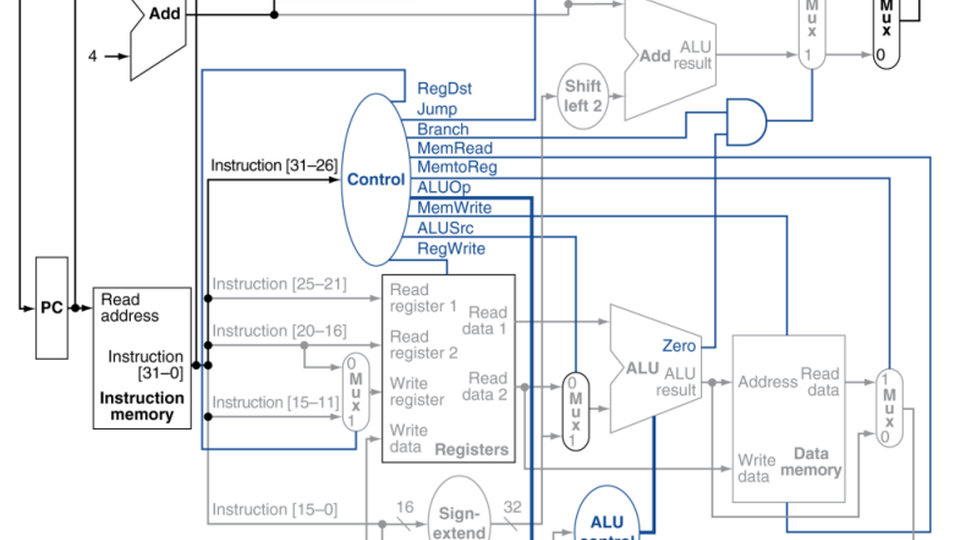 Add
4
Add
ALU
result
M
u
x
1
M
u
x
0
Shift
left 2
RegDst
Jump
Branch
MemRead
MemtoReg
ALUOp
MemWrite
ALUSrc
RegWrite
Control
Instruction [31–26]
PC
Read
address
Instruction
[31–0]
Instruction
memory
Instruction [25–21]
Instruction [20–16]
Instruction [15–11]
Instruction [15–0]
0
M
u
x
1
Read
register 1
Read
register 2
Write
register
Write
data
Read
data 1
Read
data 2
Registers
0
M
u
x
1
Zero
ALU
ALU
result
Address
Read
data
Write
data
Data
memory
1
M
u
x
0
16
Sign-
extend
32
ALU
control